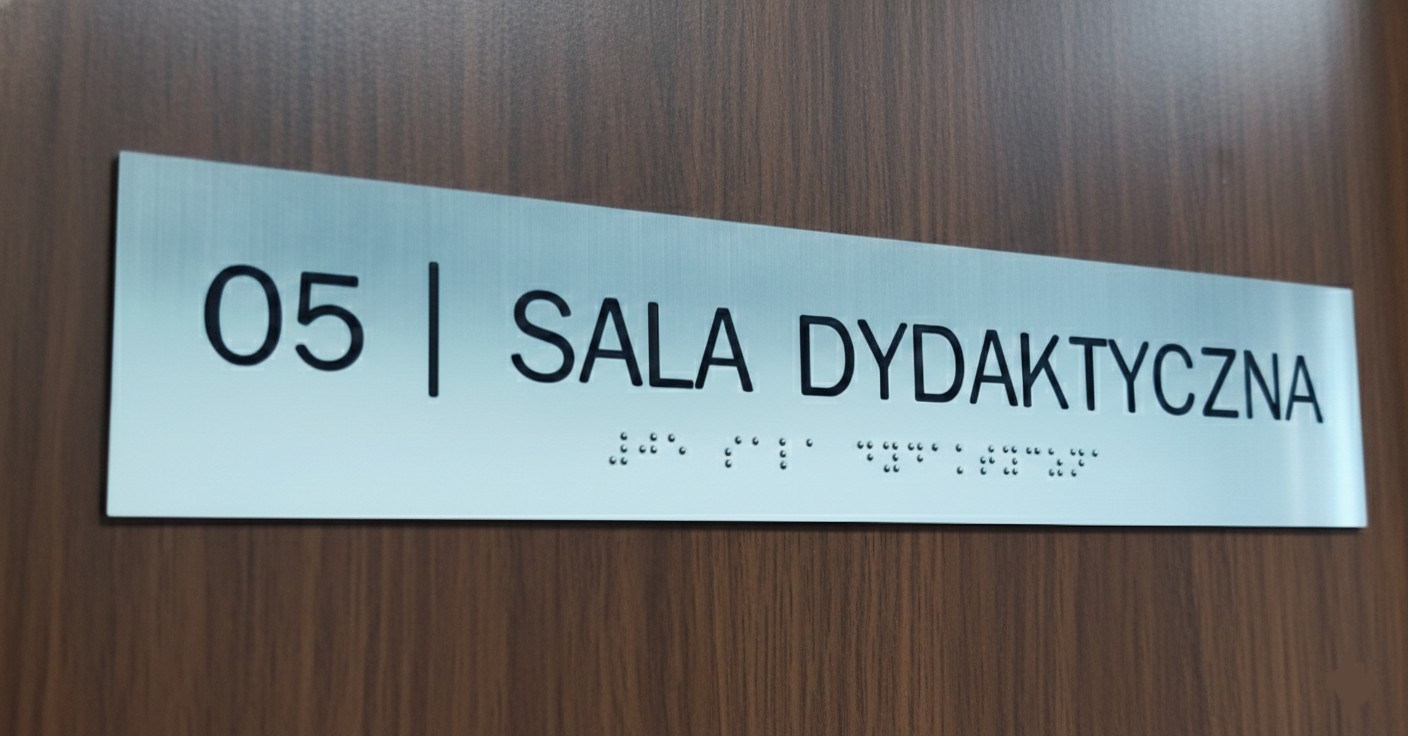 05 | SALA DYDAKTYCZNA
⠼⠚⠑ ⠎⠁⠇⠁ ⠙⠽⠙⠁⠅⠞⠽⠉⠵⠝⠁